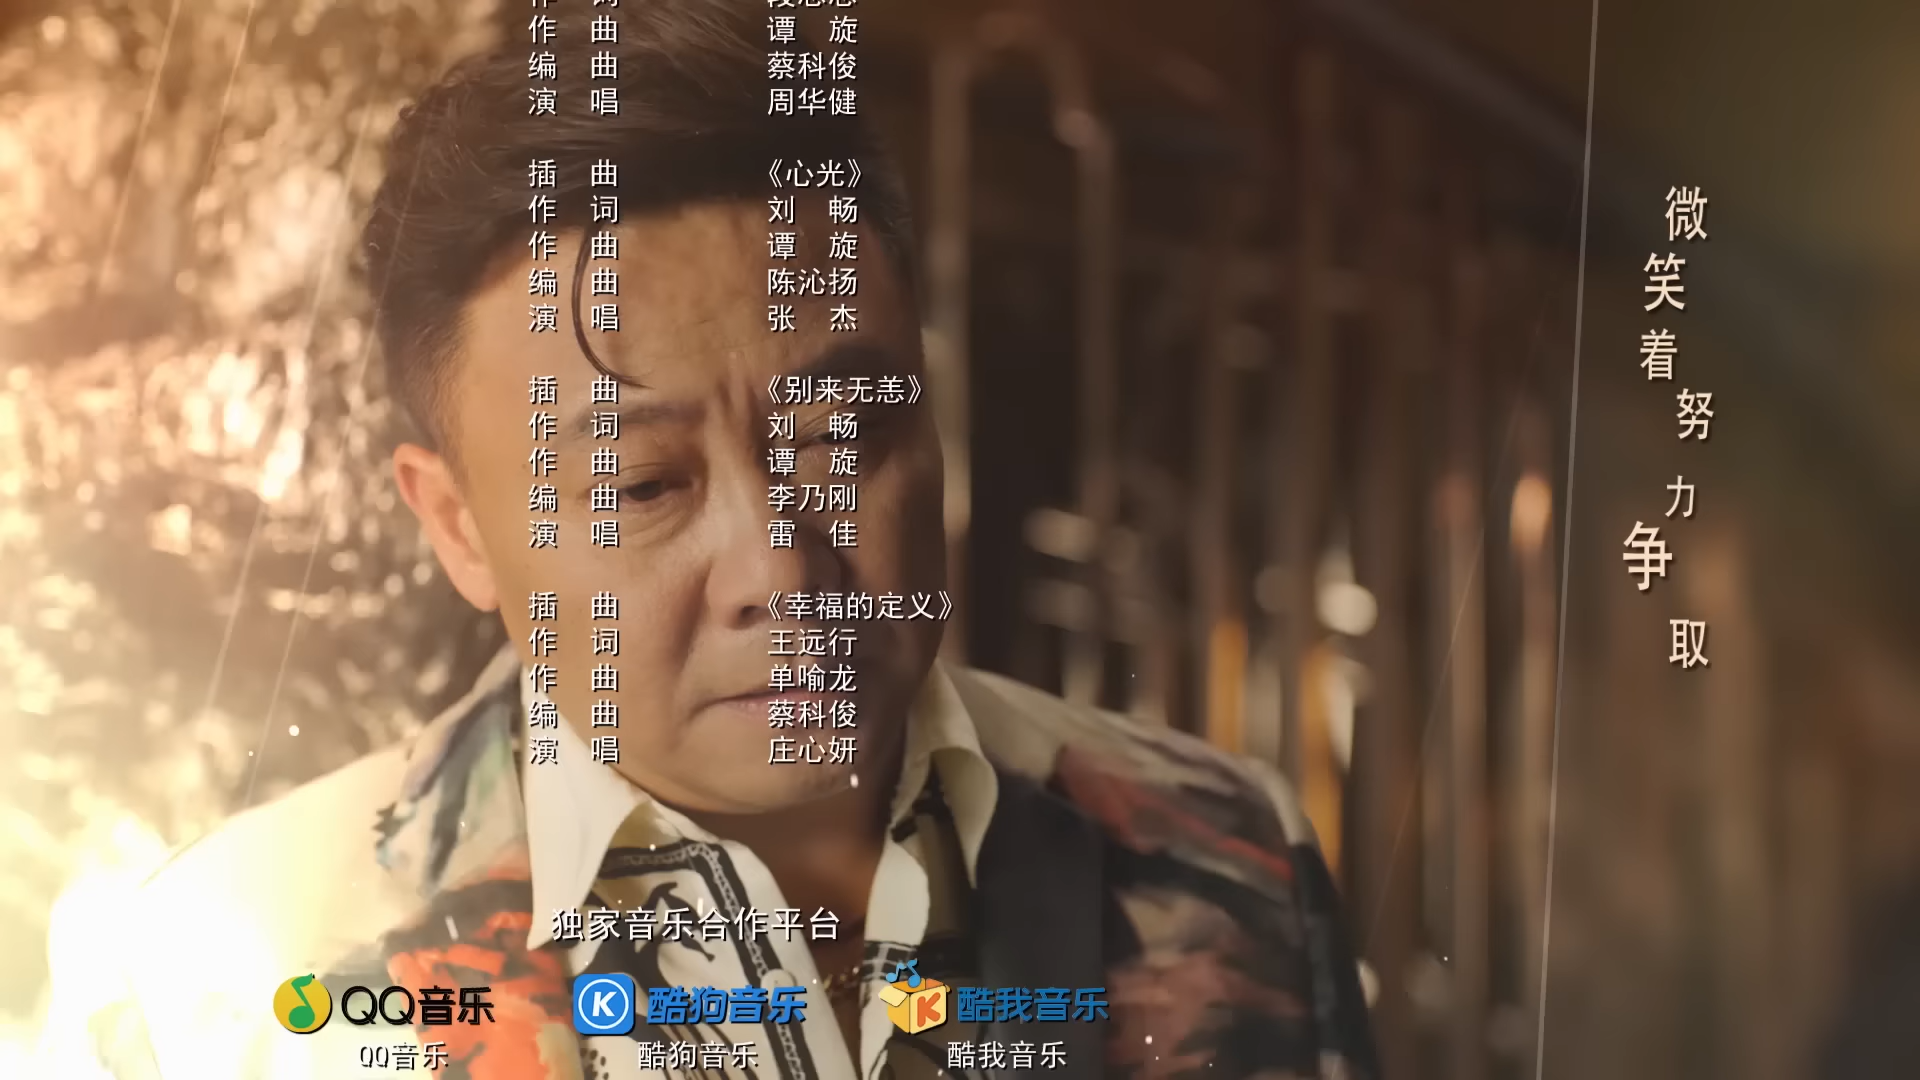 作 曲 谭 旋
编 曲 蔡科俊
演 唱 周华健
插 曲 《心光》
作 词 刘 畅
作 曲 谭 旋
编 曲 陈沁扬
演 唱 张 杰
插 曲 《别来无恙》
作 词 刘 畅
作 曲 谭 旋
编 曲 李乃刚
演 唱 雷 佳
插 曲 《幸福的定义》
作 词 王远行
作 曲 单喻龙
编 曲 蔡科俊
演 唱 庄心妍
独家音乐合作平台
QQ音乐
酷狗音乐
酷我音乐
QQ音乐
酷狗音乐
酷我音乐
微笑着努力争取